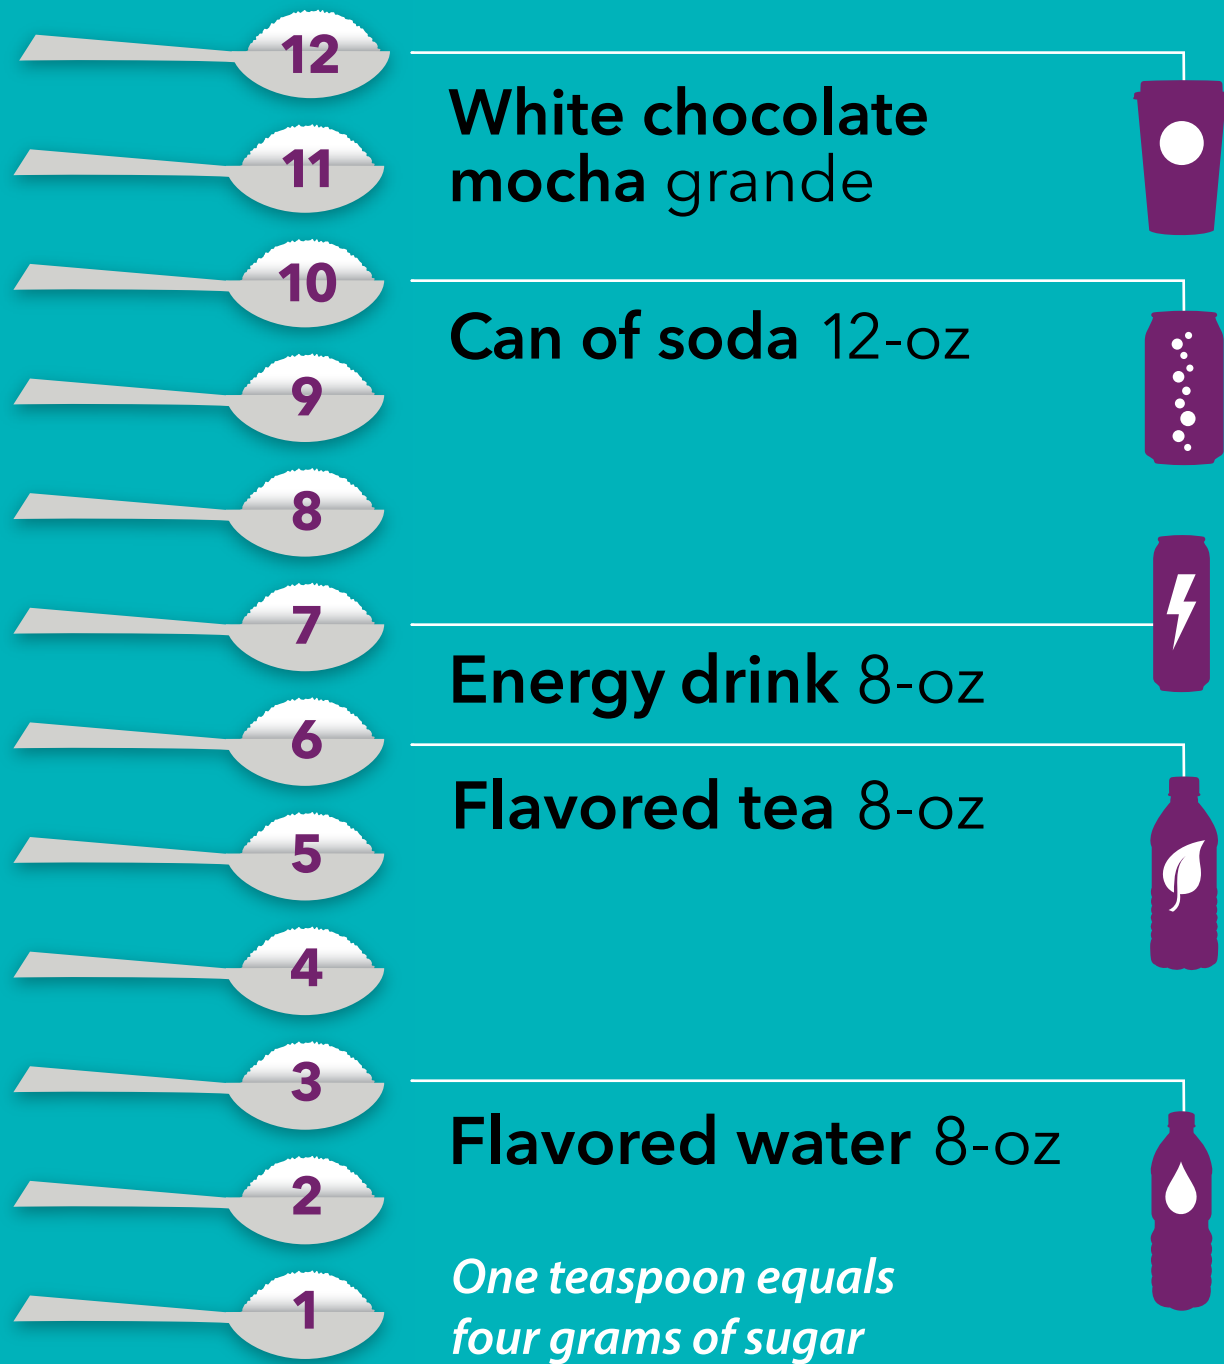 12
White chocolate
mocha grande
11
10
Can of soda 12-oz
9
8
7
Energy drink 8-oz
6
Flavored tea 8-oz
5
4
3
Flavored water 8-oz
2
One teaspoon equals
four grams of sugar
1